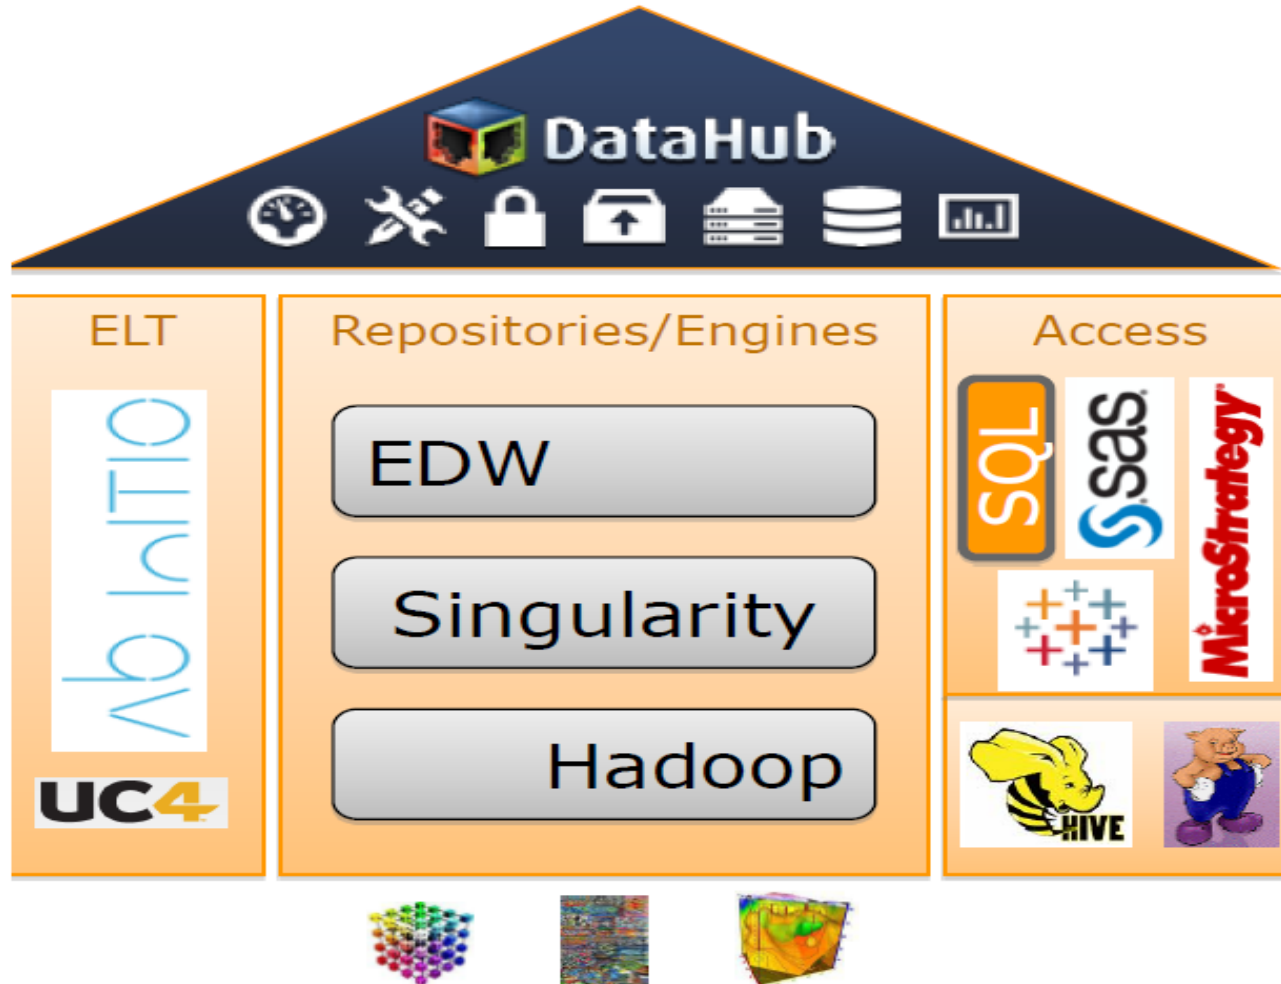 DataHub
ELT
Ab Initio
UC4
Repositories/Engines
EDW
Singularity
Hadoop
Access
SQL
sas
MicroStrategy
HIVE